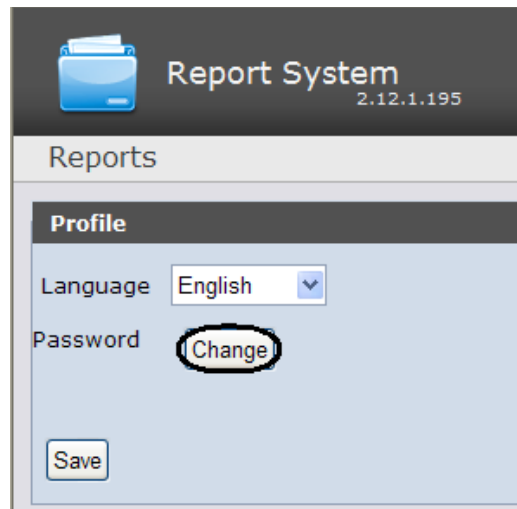 Report System
2.12.1.195
Reports
Profile
Language English
Password Change
Save